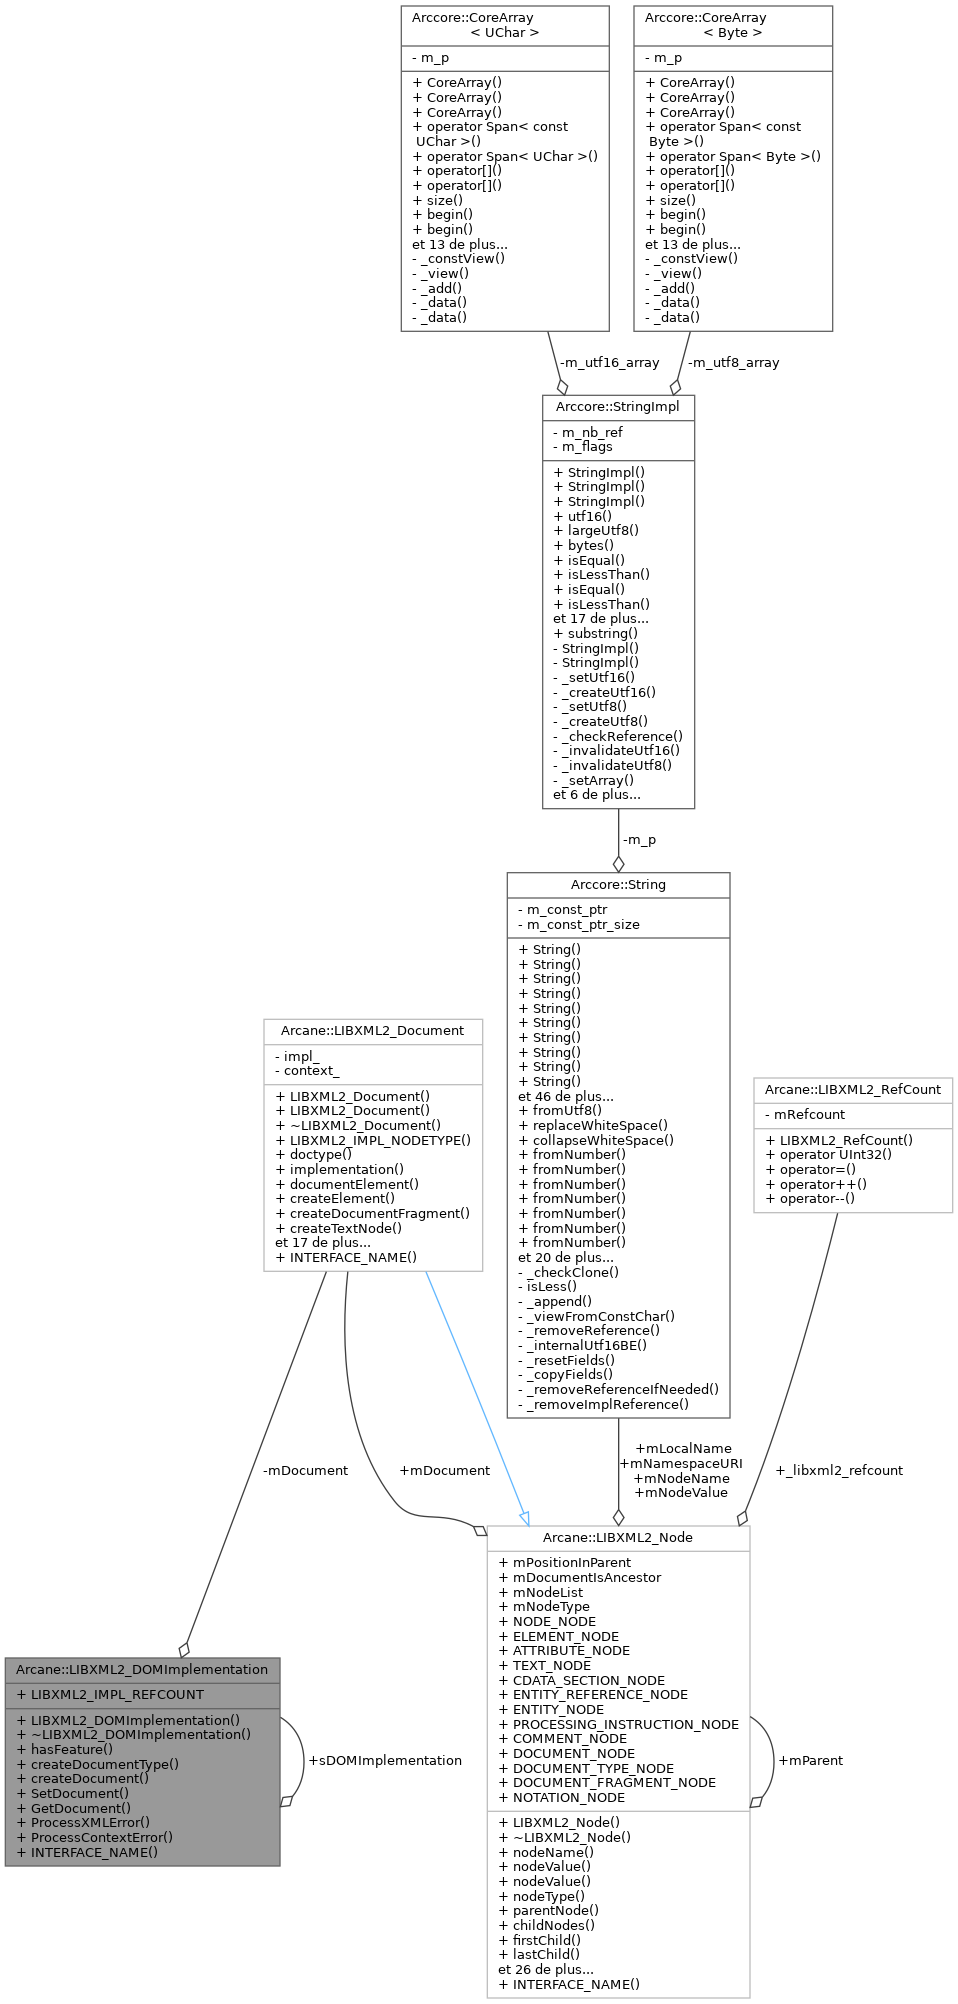 Arccore::CoreArray
< UChar >
- m_p
+ CoreArray()
+ CoreArray()
+ CoreArray()
+ operator Span< const
UChar >()
+ operator Span< UChar >()
+ operator[]()
+ operator[]()
+ size()
+ begin()
+ begin()
et 13 de plus...
- _constView()
- _view()
- _add()
- _data()
- _data()
Arccore::CoreArray
< Byte >
- m_p
+ CoreArray()
+ CoreArray()
+ CoreArray()
+ operator Span< const
Byte >()
+ operator Span< Byte >()
+ operator[]()
+ operator[]()
+ size()
+ begin()
+ begin()
et 13 de plus...
- _constView()
- _view()
- _add()
- _data()
- _data()
-m_utf16_array
-m_utf8_array
Arccore::StringImpl
- m_nb_ref
- m_flags
+ StringImpl()
+ StringImpl()
+ StringImpl()
+ utf16()
+ largeUtf8()
+ bytes()
+ isEqual()
+ isLessThan()
+ isEqual()
+ isLessThan()
et 17 de plus...
+ substring()
- StringImpl()
- StringImpl()
- _setUtf16()
- _createUtf16()
- _setUtf8()
- _createUtf8()
- _checkReference()
- _invalidateUtf16()
- _invalidateUtf8()
- _setArray()
et 6 de plus...
-m_p
Arccore::String
- m_const_ptr
- m_const_ptr_size
+ String()
+ String()
+ String()
+ String()
+ String()
+ String()
+ String()
+ String()
+ String()
+ String()
et 46 de plus...
+ fromUtf8()
+ replaceWhiteSpace()
+ collapseWhiteSpace()
+ fromNumber()
+ fromNumber()
+ fromNumber()
+ fromNumber()
+ fromNumber()
+ fromNumber()
+ fromNumber()
et 20 de plus...
- _checkClone()
- isLess()
- _append()
- _viewFromConstChar()
- _removeReference()
- _internalUtf16BE()
- _resetFields()
- _copyFields()
- _removeReferenceIfNeeded()
- _removeImplReference()
Arcane::LIBXML2_Document
- impl_
- context_
+ LIBXML2_Document()
+ LIBXML2_Document()
+ ~LIBXML2_Document()
+ LIBXML2_IMPL_NODETYPE()
+ doctype()
+ implementation()
+ documentElement()
+ createElement()
+ createDocumentFragment()
+ createTextNode()
et 17 de plus...
+ INTERFACE_NAME()
Arcane::LIBXML2_RefCount
- mRefcount
+ LIBXML2_RefCount()
+ operator UInt32()
+ operator=()
+ operator++()
+ operator--()
-mDocument
+mDocument
+mLocalName
+mNamespaceURI
+mNodeName
+mNodeValue
+_libxml2_refcount
Arcane::LIBXML2_Node
+ mPositionInParent
+ mDocumentIsAncestor
+ mNodeList
+ mNodeType
+ NODE_NODE
+ ELEMENT_NODE
+ ATTRIBUTE_NODE
+ TEXT_NODE
+ CDATA_SECTION_NODE
+ ENTITY_REFERENCE_NODE
+ ENTITY_NODE
+ PROCESSING_INSTRUCTION_NODE
+ COMMENT_NODE
+ DOCUMENT_NODE
+ DOCUMENT_TYPE_NODE
+ DOCUMENT_FRAGMENT_NODE
+ NOTATION_NODE
+ LIBXML2_Node()
+ ~LIBXML2_Node()
+ nodeName()
+ nodeValue()
+ nodeValue()
+ nodeType()
+ parentNode()
+ childNodes()
+ firstChild()
+ lastChild()
et 26 de plus...
+ INTERFACE_NAME()
+mParent
Arcane::LIBXML2_DOMImplementation
+ LIBXML2_IMPL_REFCOUNT
+ LIBXML2_DOMImplementation()
+ ~LIBXML2_DOMImplementation()
+ hasFeature()
+ createDocumentType()
+ createDocument()
+ SetDocument()
+ GetDocument()
+ ProcessXMLError()
+ ProcessContextError()
+ INTERFACE_NAME()
+sDOMImplementation